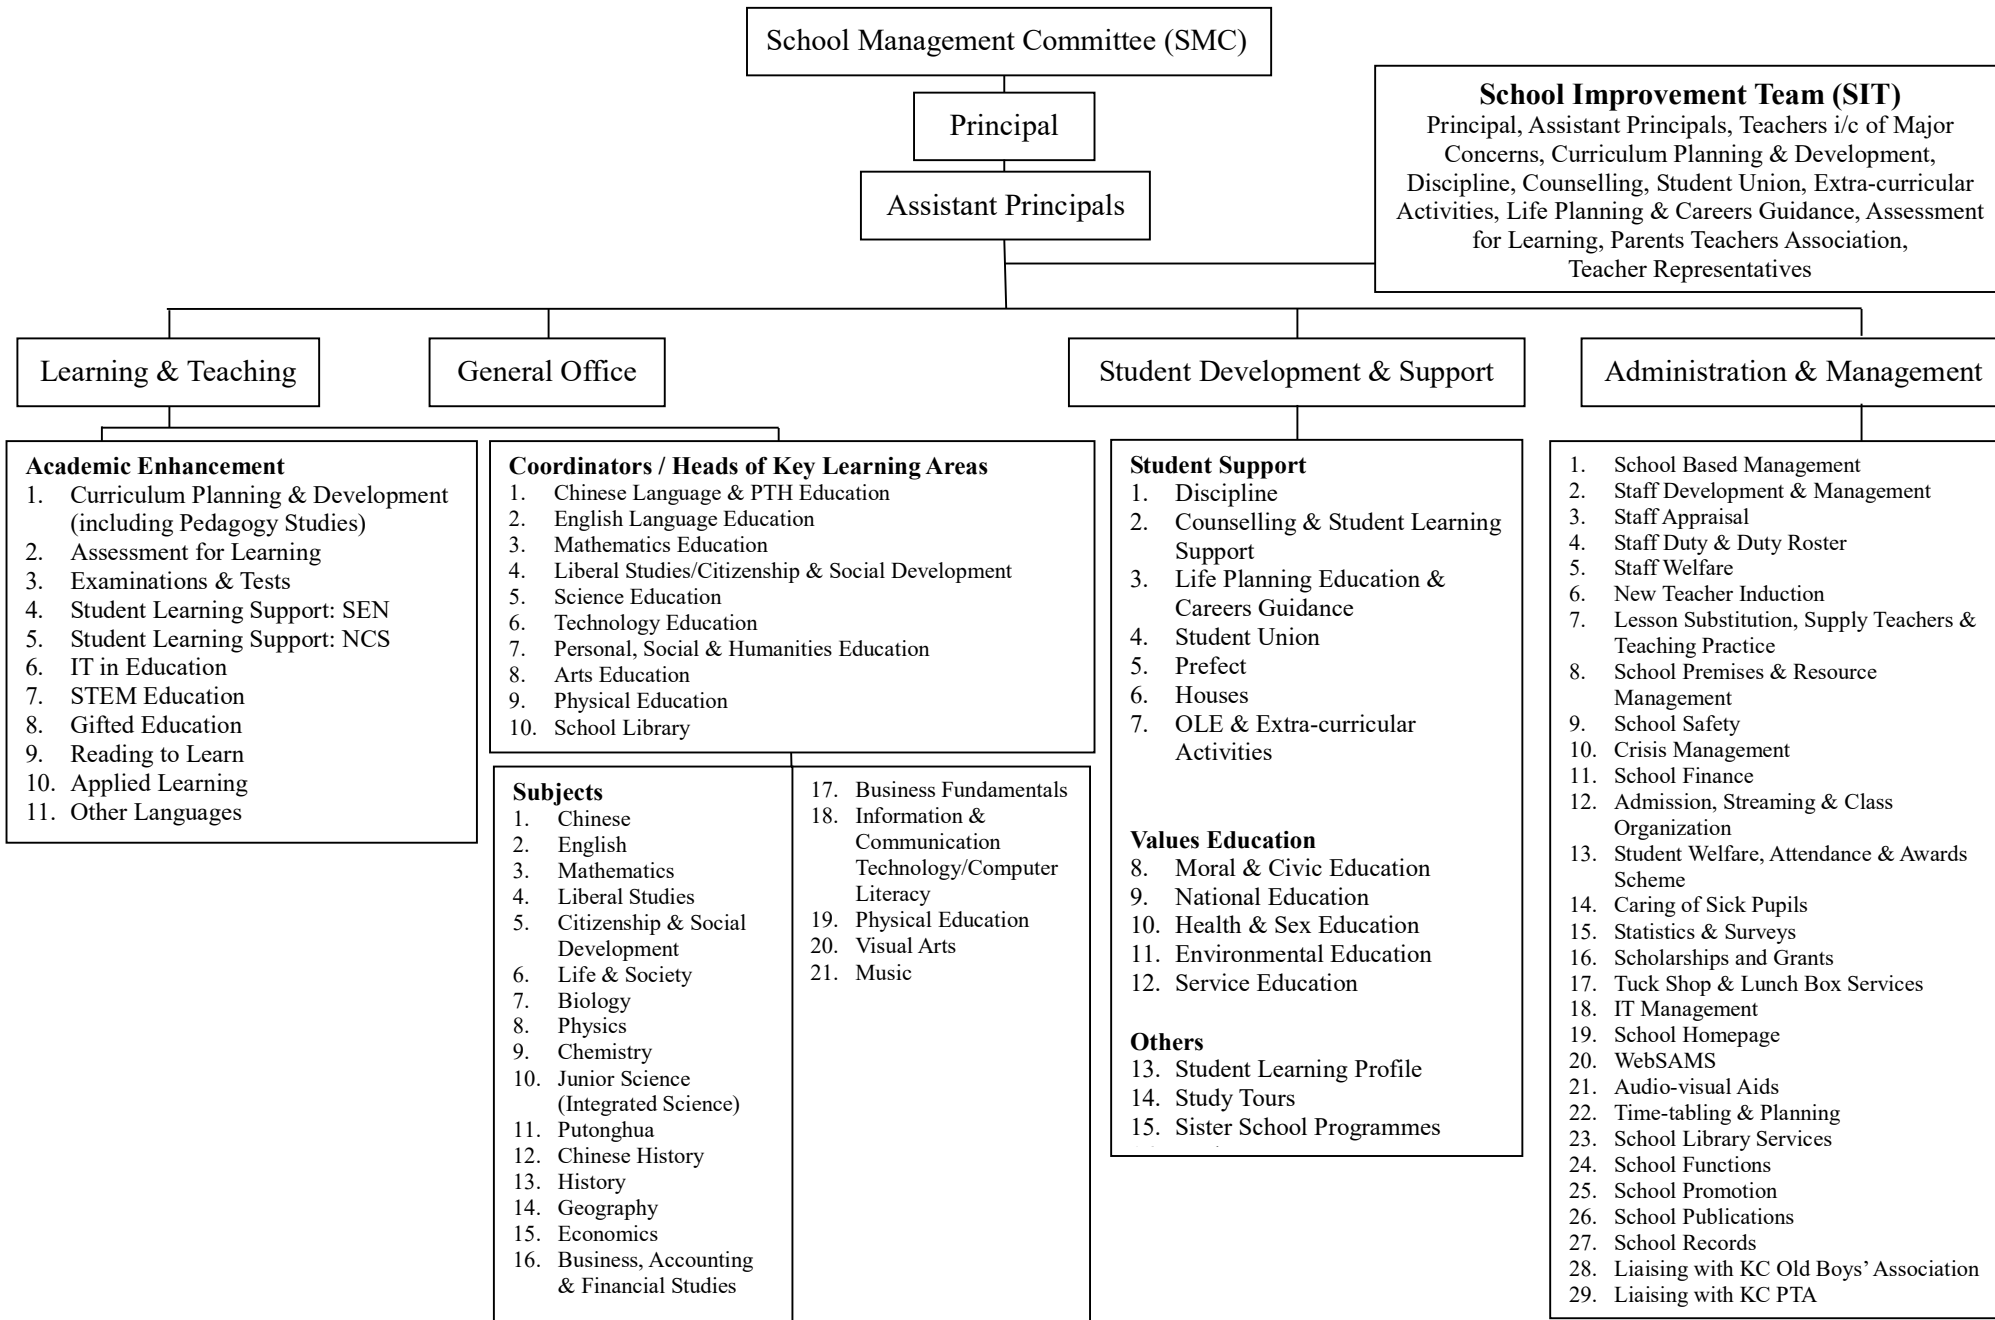 School Management Committee (SMC)
Principal
Assistant Principals
School Improvement Team (SIT)
Principal, Assistant Principals, Teachers i/c of Major
Concerns, Curriculum Planning & Development,
Discipline, Counselling, Student Union, Extra-curricular
Activities, Life Planning & Careers Guidance, Assessment
for Learning, Parents Teachers Association,
Teacher Representatives
Learning & Teaching
General Office
Student Development & Support
Administration & Management
Academic Enhancement
1. Curriculum Planning & Development
(including Pedagogy Studies)
2. Assessment for Learning
3. Examinations & Tests
4. Student Learning Support: SEN
5. Student Learning Support: NCS
6. IT in Education
7. STEM Education
8. Gifted Education
9. Reading to Learn
10. Applied Learning
11. Other Languages
Coordinators / Heads of Key Learning Areas
1. Chinese Language & PTH Education
2. English Language Education
3. Mathematics Education
4. Liberal Studies/Citizenship & Social Development
5. Science Education
6. Technology Education
7. Personal, Social & Humanities Education
8. Arts Education
9. Physical Education
10. School Library
Subjects
1. Chinese
2. English
3. Mathematics
4. Liberal Studies
5. Citizenship & Social
Development
6. Life & Society
7. Biology
8. Physics
9. Chemistry
10. Junior Science
(Integrated Science)
11. Putonghua
12. Chinese History
13. History
14. Geography
15. Economics
16. Business, Accounting
& Financial Studies
17. Business Fundamentals
18. Information &
Communication
Technology/Computer
Literacy
19. Physical Education
20. Visual Arts
21. Music
Student Support
1. Discipline
2. Counselling & Student Learning
Support
3. Life Planning Education &
Careers Guidance
4. Student Union
5. Prefect
6. Houses
7. OLE & Extra-curricular
Activities
Values Education
8. Moral & Civic Education
9. National Education
10. Health & Sex Education
11. Environmental Education
12. Service Education
Others
13. Student Learning Profile
14. Study Tours
15. Sister School Programmes
1. School Based Management
2. Staff Development & Management
3. Staff Appraisal
4. Staff Duty & Duty Roster
5. Staff Welfare
6. New Teacher Induction
7. Lesson Substitution, Supply Teachers &
Teaching Practice
8. School Premises & Resource
Management
9. School Safety
10. Crisis Management
11. School Finance
12. Admission, Streaming & Class
Organization
13. Student Welfare, Attendance & Awards
Scheme
14. Caring of Sick Pupils
15. Statistics & Surveys
16. Scholarships and Grants
17. Tuck Shop & Lunch Box Services
18. IT Management
19. School Homepage
20. WebSAMS
21. Audio-visual Aids
22. Time-tabling & Planning
23. School Library Services
24. School Functions
25. School Promotion
26. School Publications
27. School Records
28. Liaising with KC Old Boys’ Association
29. Liaising with KC PTA